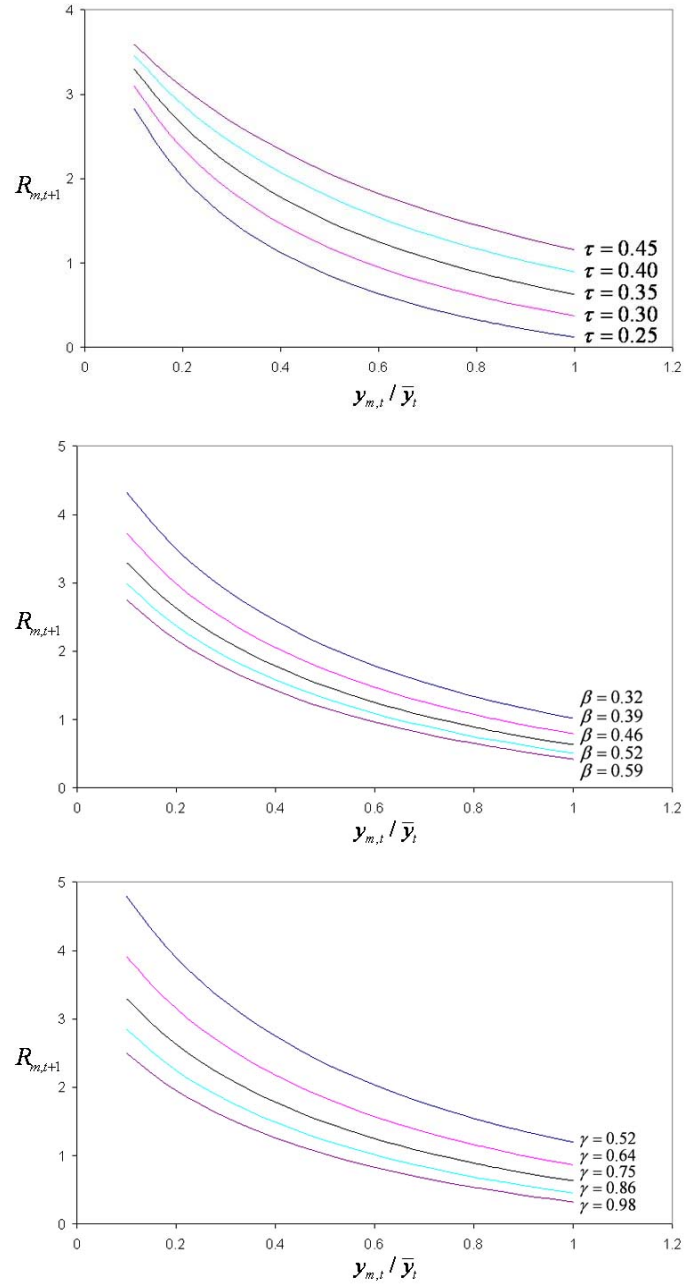 4
3
R_{m,t+1}
2
1
τ = 0.45
τ = 0.40
τ = 0.35
τ = 0.30
τ = 0.25
0
0 0.2 0.4 0.6 0.8 1 1.2
y_{m,t} / ȳ_t
5
4
3
R_{m,t+1}
2
β = 0.32
1
β = 0.39
β = 0.46
β = 0.52
β = 0.59
0
0 0.2 0.4 0.6 0.8 1 1.2
y_{m,t} / ȳ_t
5
4
3
R_{m,t+1}
2
γ = 0.52
1
γ = 0.64
γ = 0.75
γ = 0.86
γ = 0.98
0
0 0.2 0.4 0.6 0.8 1 1.2
y_{m,t} / ȳ_t